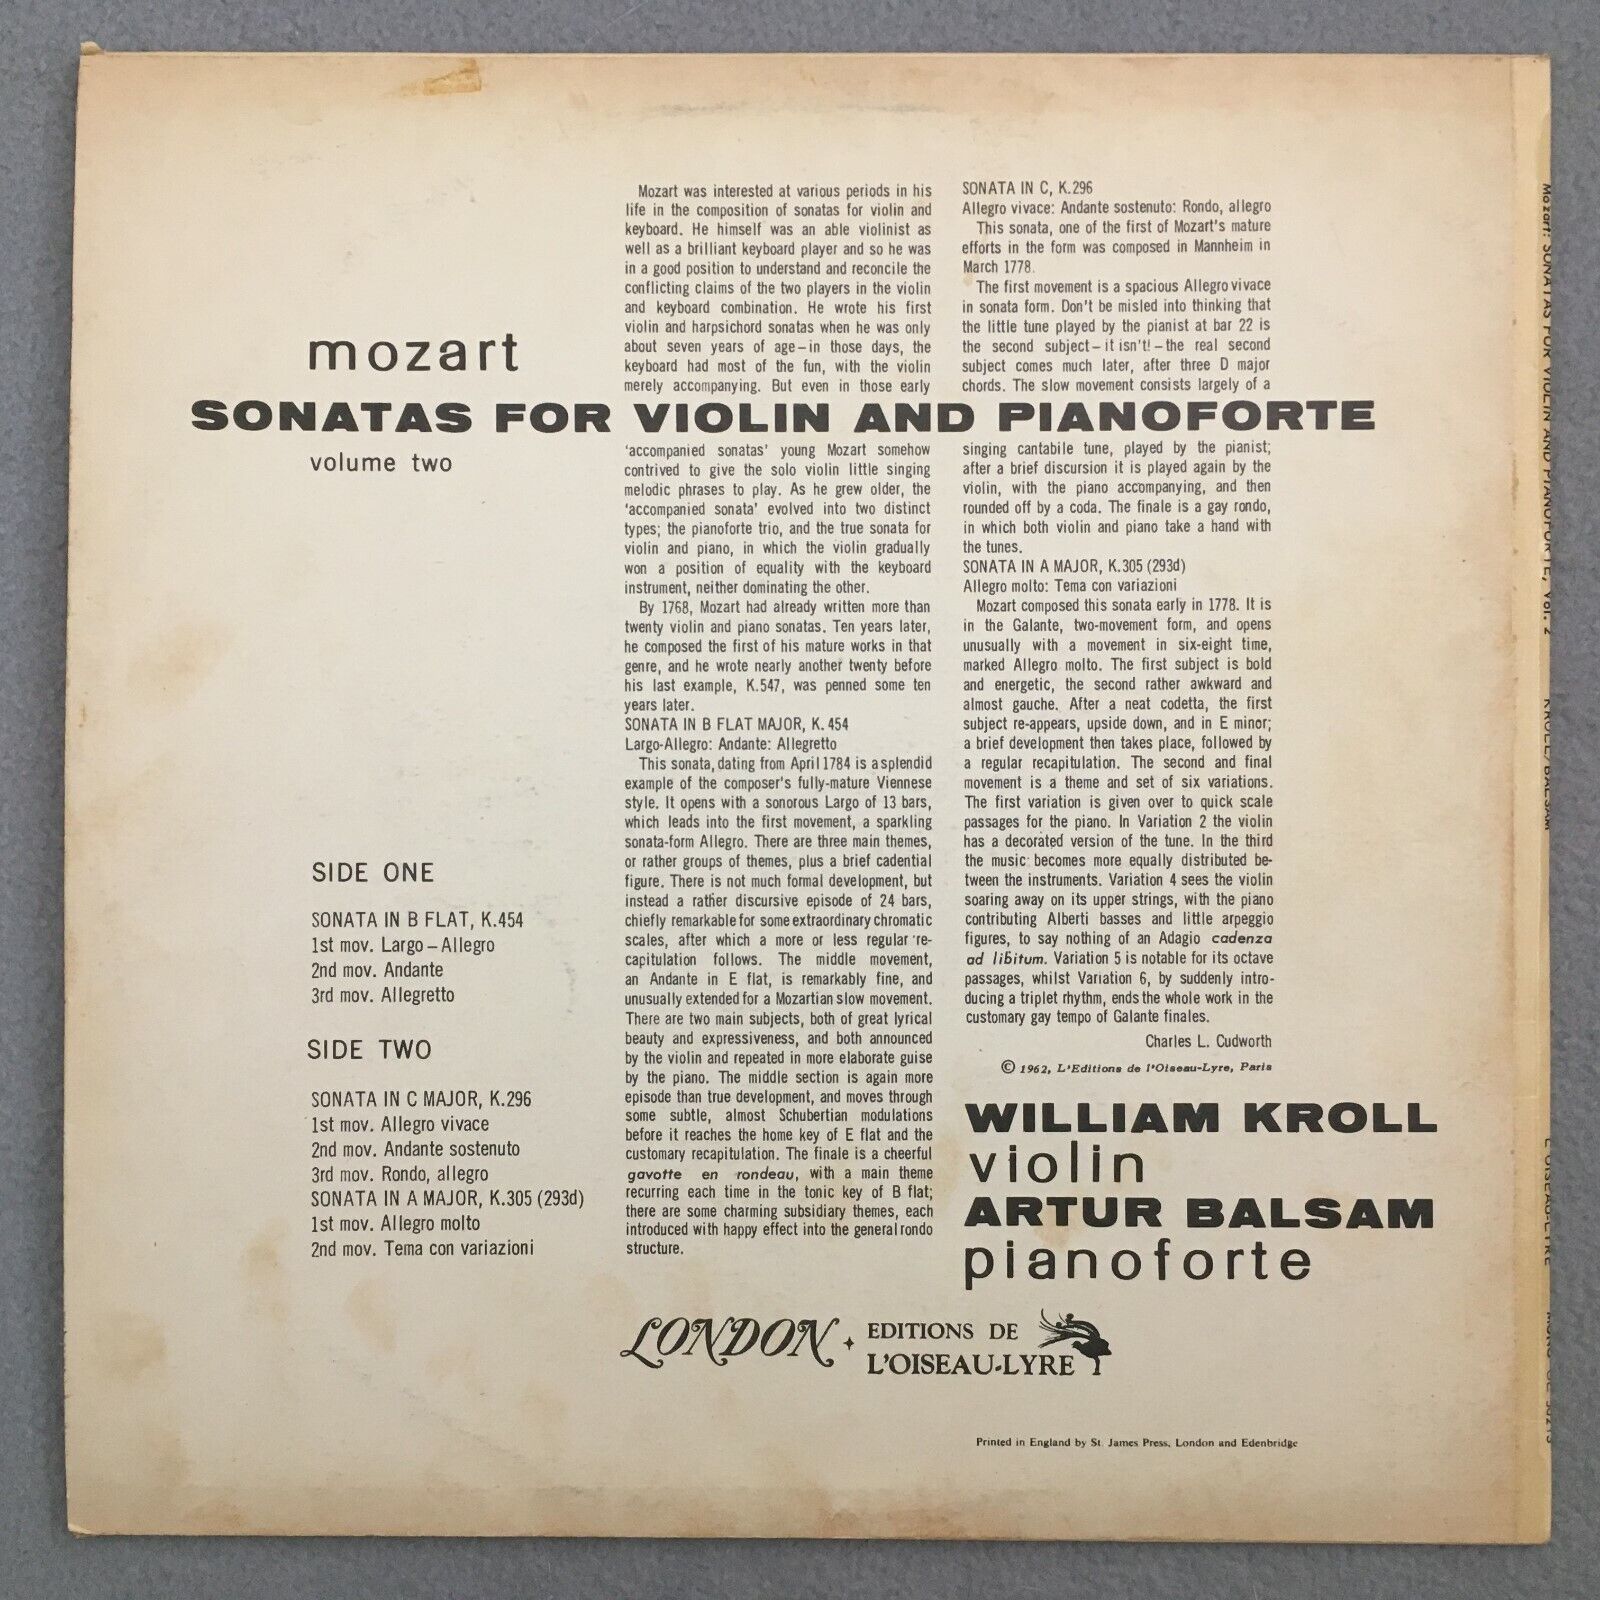 mozart
SONATAS FOR VIOLIN AND PIANOFORTE
volume two
SIDE ONE
SONATA IN B FLAT, K.454
1st mov. Largo – Allegro
2nd mov. Andante
3rd mov. Allegretto
SIDE TWO
SONATA IN C MAJOR, K.296
1st mov. Allegro vivace
2nd mov. Andante sostenuto
3rd mov. Rondo, allegro
SONATA IN A MAJOR, K.305 (293d)
1st mov. Allegro molto
2nd mov. Tema con variazioni
Mozart was interested at various periods in his
life in the composition of sonatas for violin and
keyboard. He himself was an able violinist as
well as a brilliant keyboard player and so he was
in a good position to understand and reconcile the
conflicting claims of the two players in the violin
and keyboard combination. He wrote his first
violin and harpsichord sonatas when he was only
about seven years of age – in those days, the
keyboard had most of the fun, with the violin
merely accompanying. But even in those early
‘accompanied sonatas’ young Mozart somehow
contrived to give the solo violin little singing
melodic phrases to play. As he grew older, the
‘accompanied sonata’ evolved into two distinct
types; the pianoforte trio, and the true sonata for
violin and piano, in which the violin gradually
won a position of equality with the keyboard
instrument, neither dominating the other.
By 1768, Mozart had already written more than
twenty violin and piano sonatas. Ten years later,
he composed the first of his mature works in that
genre, and he wrote nearly another twenty before
his last example, K.547, was penned some ten
years later.
SONATA IN B FLAT MAJOR, K. 454
Largo-Allegro: Andante: Allegretto
This sonata, dating from April 1784 is a splendid
example of the composer's fully-mature Viennese
style. It opens with a sonorous Largo of 13 bars,
which leads into the first movement, a sparkling
sonata-form Allegro. There are three main themes,
or rather groups of themes, plus a brief cadential
figure. There is not much formal development, but
instead a rather discursive episode of 24 bars,
chiefly remarkable for some extraordinary chromatic
scales, after which a more or less regular re-
capitulation follows. The middle movement,
an Andante in E flat, is remarkably fine, and
unusually extended for a Mozartian slow movement.
There are two main subjects, both of great lyrical
beauty and expressiveness, and both announced
by the violin and repeated in more elaborate guise
by the piano. The middle section is again more
episode than true development, and moves through
some subtle, almost Schubertian modulations
before it reaches the home key of E flat and the
customary recapitulation. The finale is a cheerful
gavotte en rondeau, with a main theme
recurring each time in the tonic key of B flat;
there are some charming subsidiary themes, each
introduced with happy effect into the general rondo
structure.
SONATA IN C, K.296
Allegro vivace: Andante sostenuto: Rondo, allegro
This sonata, one of the first of Mozart's mature
efforts in the form was composed in Mannheim in
March 1778.
The first movement is a spacious Allegro vivace
in sonata form. Don't be misled into thinking that
the little tune played by the pianist at bar 22 is
the second subject – it isn't! – the real second
subject comes much later, after three D major
chords. The slow movement consists largely of a
singing cantabile tune, played by the pianist;
after a brief discursion it is played again by the
violin, with the piano accompanying, and then
rounded off by a coda. The finale is a gay rondo,
in which both violin and piano take a hand with
the tunes.
SONATA IN A MAJOR, K.305 (293d)
Allegro molto: Tema con variazioni
Mozart composed this sonata early in 1778. It is
in the Galante, two-movement form, and opens
unusually with a movement in six-eight time,
marked Allegro molto. The first subject is bold
and energetic, the second rather awkward and
almost gauche. After a neat codetta, the first
subject re-appears, upside down, and in E minor;
a brief development then takes place, followed by
a regular recapitulation. The second and final
movement is a theme and set of six variations.
The first variation is given over to quick scale
passages for the piano. In Variation 2 the violin
has a decorated version of the tune. In the third
the music becomes more equally distributed be-
tween the instruments. Variation 4 sees the violin
soaring away on its upper strings, with the piano
contributing Alberti basses and little arpeggio
figures, to say nothing of an Adagio cadenza
ad libitum. Variation 5 is notable for its octave
passages, whilst Variation 6, by suddenly intro-
ducing a triplet rhythm, ends the whole work in the
customary gay tempo of Galante finales.
Charles L. Cudworth
© 1962, L'Editions de l'Oiseau-Lyre, Paris
WILLIAM KROLL
violin
ARTUR BALSAM
pianoforte
LONDON
EDITIONS DE
L'OISEAU-LYRE
Printed in England by St. James Press, London and Edenbridge
Mozart: SONATAS FOR VIOLIN AND PIANOFORTE, Vol. 2 KROLL/BALSAM L'OISEAU-LYRE MONO